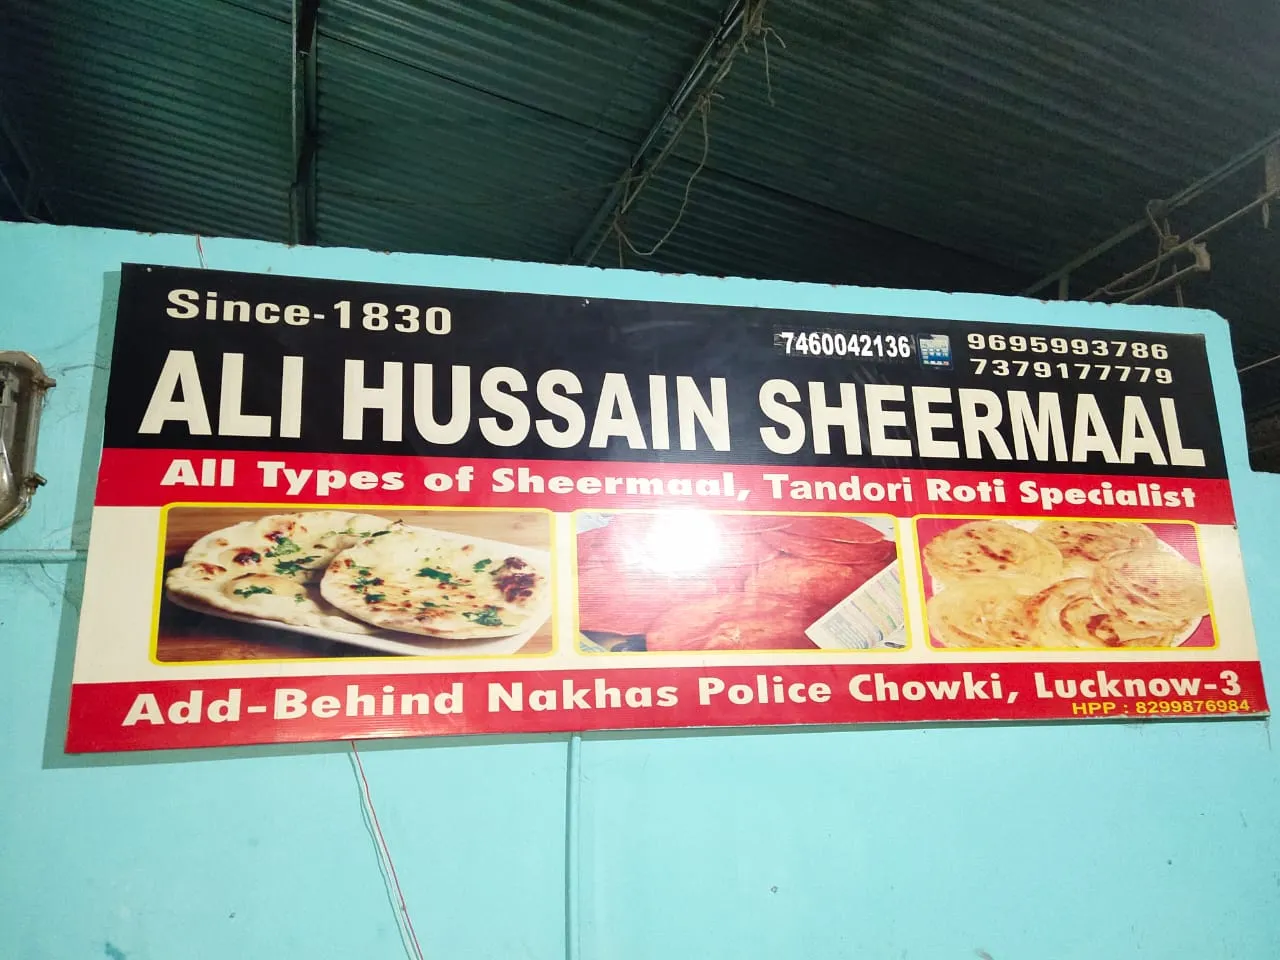 Since-1830
7460042136
9695993786
7379177779
ALI HUSSAIN SHEERMAAL
All Types of Sheermaal, Tandori Roti Specialist
Add-Behind Nakhas Police Chowki, Lucknow-3
HPP : 8299876984